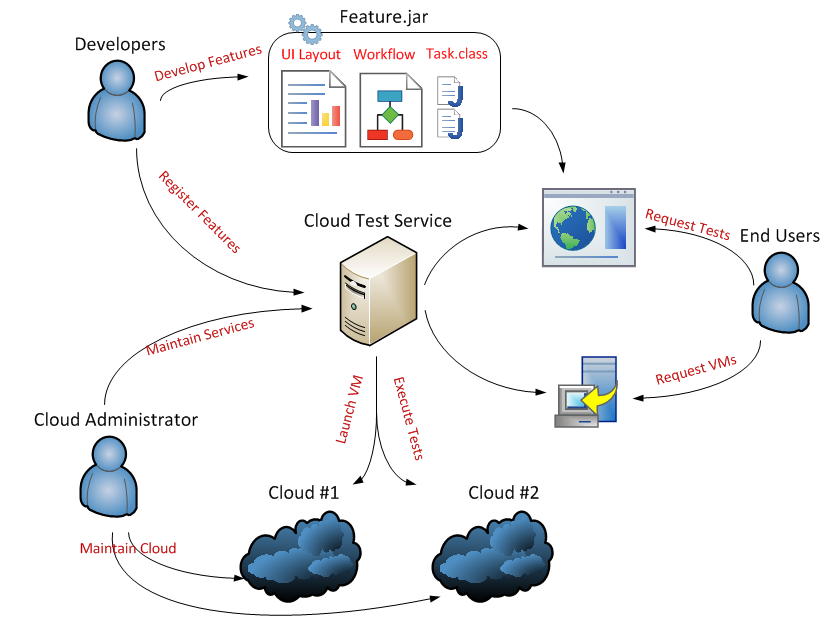 Feature.jar
Developers
Develop Features
UI Layout
Workflow
Task.class
Register Features
Cloud Test Service
Request Tests
End Users
Maintain Services
Request VMs
Launch VM
Execute Tests
Cloud Administrator
Cloud #1
Cloud #2
Maintain Cloud